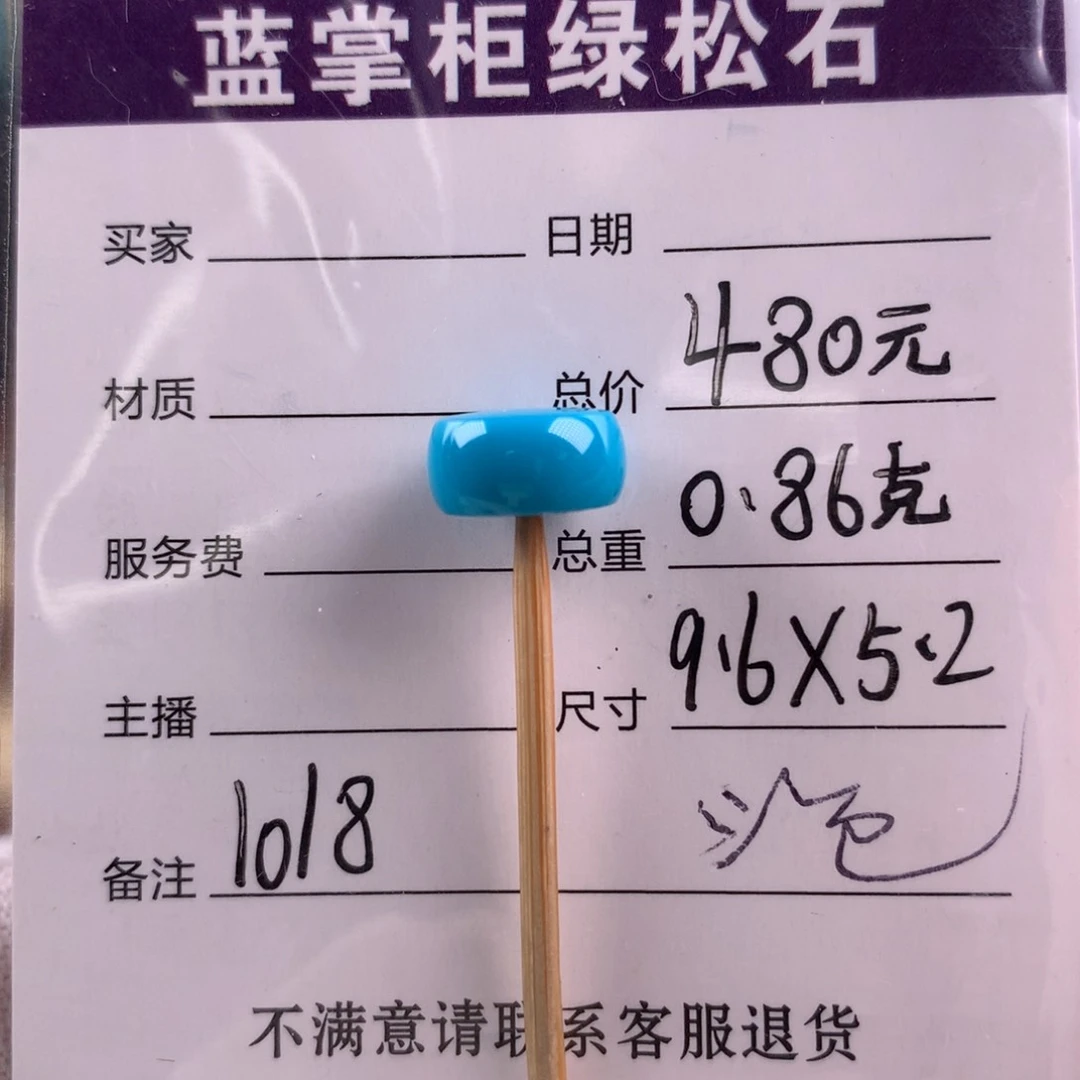 蓝掌柜绿松石
买家 日期
材质 总价 480元
服务费 总重 0.86克
主播 尺寸 9.6X5.2
备注 1018
不满意请联系客服退货